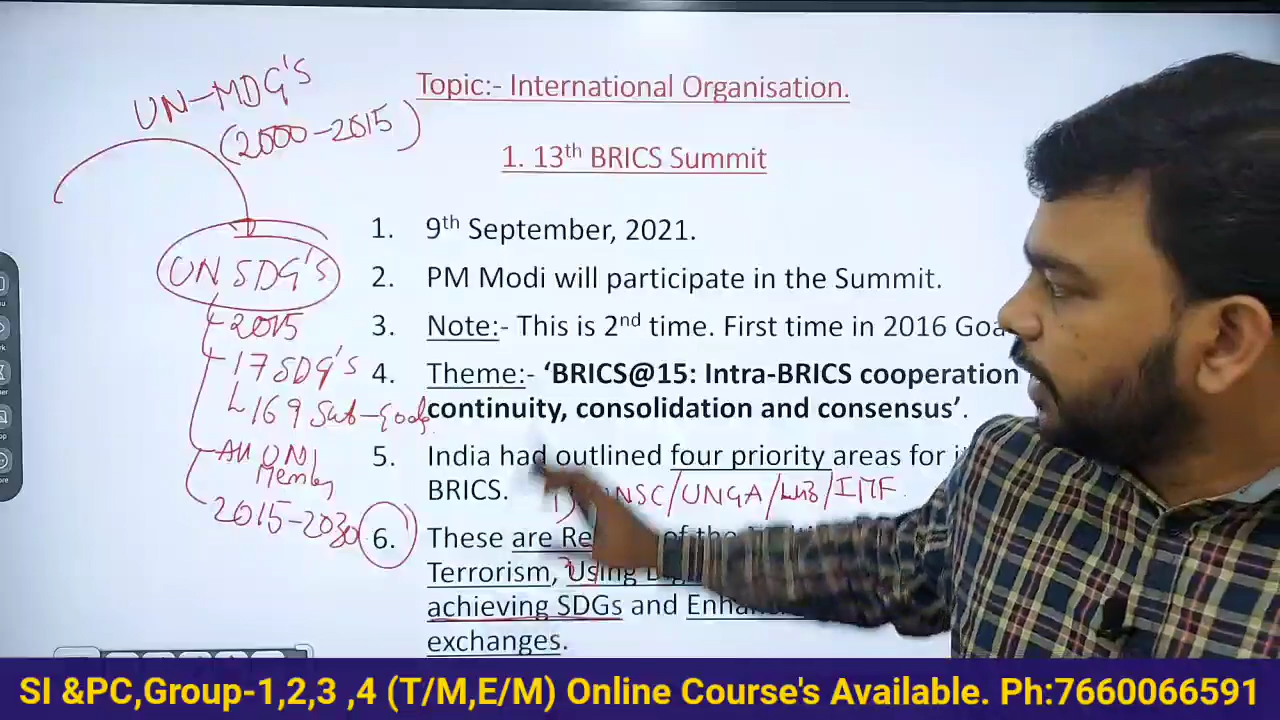 UN-MDG'S
(2000-2015)
UN SDG'S
2015
17 SDG'S
169 Sub-Goals
All UN
Member
2015-2030
Topic:- International Organisation.
1. 13th BRICS Summit
1. 9th September, 2021.
2. PM Modi will participate in the Summit.
3. Note:- This is 2nd time. First time in 2016 Goa
4. Theme:- ‘BRICS@15: Intra-BRICS cooperation
continuity, consolidation and consensus’.
5. India had outlined four priority areas for
BRICS.
1) UNSC/UNGA/WB/IMF
6. These are of the
Terrorism, Using
achieving SDGs and
exchanges.
SI &PC,Group-1,2,3 ,4 (T/M,E/M) Online Course's Available. Ph:7660066591